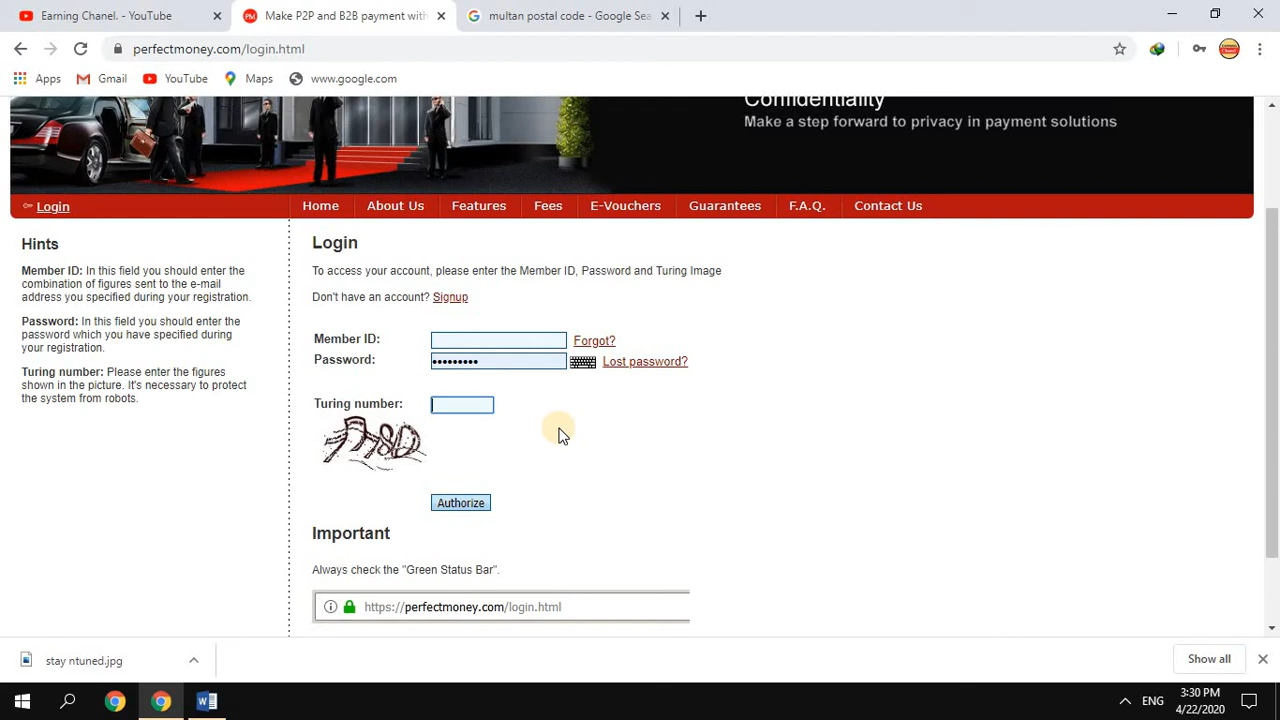 Earning Chanel. - YouTube
Make P2P and B2B payment with
multan postal code - Google Sea
perfectmoney.com/login.html
Apps
Gmail
YouTube
Maps
www.google.com
Confidentiality
Make a step forward to privacy in payment solutions
Login
Home
About Us
Features
Fees
E-Vouchers
Guarantees
F.A.Q.
Contact Us
Hints
Member ID: In this field you should enter the
combination of figures sent to the e-mail
address you specified during your registration.
Password: In this field you should enter the
password which you have specified during
your registration.
Turing number: Please enter the figures
shown in the picture. It's necessary to protect
the system from robots.
Login
To access your account, please enter the Member ID, Password and Turing Image
Don't have an account? Signup
Member ID:
Forgot?
Password:
•••••••••
Lost password?
Turing number:
Authorize
Important
Always check the "Green Status Bar".
https://perfectmoney.com/login.html
stay ntuned.jpg
Show all
ENG
3:30 PM
4/22/2020